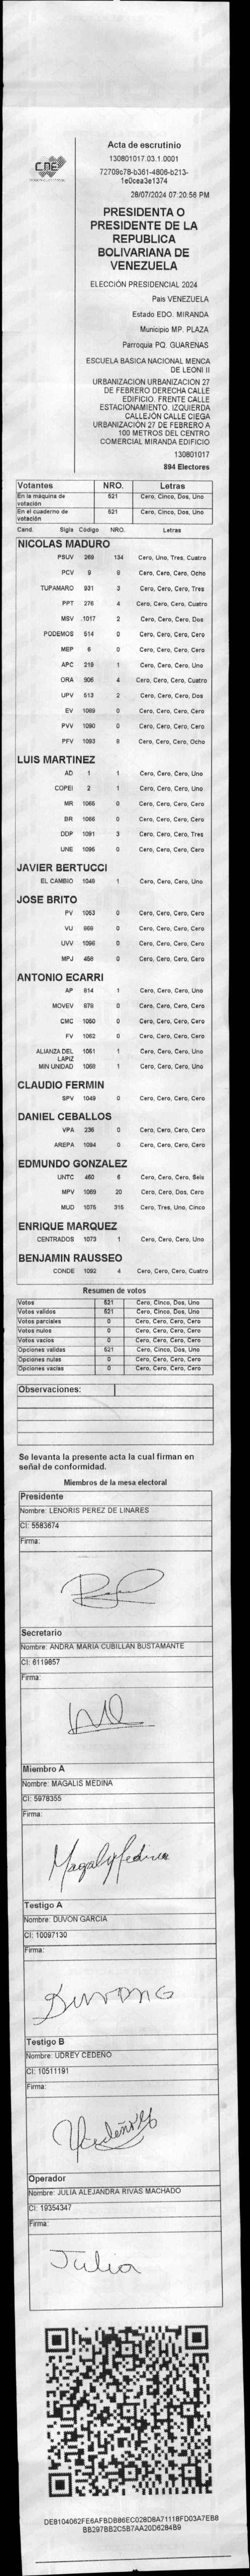 CNE
Acta de escrutinio
130801017.03.1.0001
72709c78-b361-4806-b213-
1e0cea3e1374
28/07/2024 07:20:56 PM
PRESIDENTA O
PRESIDENTE DE LA
REPUBLICA
BOLIVARIANA DE
VENEZUELA
ELECCIÓN PRESIDENCIAL 2024
Pais VENEZUELA
Estado EDO. MIRANDA
Municipio MP. PLAZA
Parroquia PQ. GUARENAS
ESCUELA BASICA NACIONAL MENCA
DE LEONI II
URBANIZACION URBANIZACION 27
DE FEBRERO DERECHA CALLE
EDIFICIO. FRENTE CALLE
ESTACIONAMIENTO. IZQUIERDA
CALLEJÓN CALLE CIEGA
URBANIZACIÓN 27 DE FEBRERO A
100 METROS DEL CENTRO
COMERCIAL MIRANDA EDIFICIO
130801017
894 Electores
Votantes NRO. Letras
En la máquina de votación 521 Cero, Cinco, Dos, Uno
En el cuaderno de votación 521 Cero, Cinco, Dos, Uno
Cand. Sigla Código NRO. Letras
NICOLAS MADURO
PSUV 269 134 Cero, Uno, Tres, Cuatro
PCV 9 8 Cero, Cero, Cero, Ocho
TUPAMARO 931 3 Cero, Cero, Cero, Tres
PPT 276 4 Cero, Cero, Cero, Cuatro
MSV 1017 2 Cero, Cero, Cero, Dos
PODEMOS 514 0 Cero, Cero, Cero, Cero
MEP 6 0 Cero, Cero, Cero, Cero
APC 219 1 Cero, Cero, Cero, Uno
ORA 906 4 Cero, Cero, Cero, Cuatro
UPV 513 2 Cero, Cero, Cero, Dos
EV 1089 0 Cero, Cero, Cero, Cero
PVV 1090 0 Cero, Cero, Cero, Cero
PFV 1093 8 Cero, Cero, Cero, Ocho
LUIS MARTINEZ
AD 1 1 Cero, Cero, Cero, Uno
COPEI 2 1 Cero, Cero, Cero, Uno
MR 1065 0 Cero, Cero, Cero, Cero
BR 1066 0 Cero, Cero, Cero, Cero
DDP 1091 3 Cero, Cero, Cero, Tres
UNE 1095 0 Cero, Cero, Cero, Cero
JAVIER BERTUCCI
EL CAMBIO 1048 1 Cero, Cero, Cero, Uno
JOSE BRITO
PV 1053 0 Cero, Cero, Cero, Cero
VU 868 0 Cero, Cero, Cero, Cero
UVV 1096 0 Cero, Cero, Cero, Cero
MPJ 458 0 Cero, Cero, Cero, Cero
ANTONIO ECARRI
AP 814 1 Cero, Cero, Cero, Uno
MOVEV 878 0 Cero, Cero, Cero, Cero
CMC 1050 0 Cero, Cero, Cero, Cero
FV 1062 0 Cero, Cero, Cero, Cero
ALIANZA DEL LAPIZ 1051 1 Cero, Cero, Cero, Uno
MIN UNIDAD 1068 1 Cero, Cero, Cero, Uno
CLAUDIO FERMIN
SPV 1049 0 Cero, Cero, Cero, Cero
DANIEL CEBALLOS
VPA 236 0 Cero, Cero, Cero, Cero
AREPA 1094 0 Cero, Cero, Cero, Cero
EDMUNDO GONZALEZ
UNTC 460 6 Cero, Cero, Cero, Seis
MPV 1069 20 Cero, Cero, Dos, Cero
MUD 1075 315 Cero, Tres, Uno, Cinco
ENRIQUE MARQUEZ
CENTRADOS 1073 1 Cero, Cero, Cero, Uno
BENJAMIN RAUSSEO
CONDE 1092 4 Cero, Cero, Cero, Cuatro
Resumen de votos
Votos 521 Cero, Cinco, Dos, Uno
Votos validos 521 Cero, Cinco, Dos, Uno
Votos parciales 0 Cero, Cero, Cero, Cero
Votos nulos 0 Cero, Cero, Cero, Cero
Votos vacios 0 Cero, Cero, Cero, Cero
Opciones validas 521 Cero, Cinco, Dos, Uno
Opciones nulas 0 Cero, Cero, Cero, Cero
Opciones vacias 0 Cero, Cero, Cero, Cero
Observaciones:
Se levanta la presente acta la cual firman en
señal de conformidad.
Miembros de la mesa electoral
Presidente
Nombre: LENORIS PEREZ DE LINARES
CI: 5583674
Firma:
Secretario
Nombre: ANDRA MARIA CUBILLAN BUSTAMANTE
CI: 6119857
Firma:
Miembro A
Nombre: MAGALIS MEDINA
CI: 5978355
Firma:
Magaly Medina
Testigo A
Nombre: DUVON GARCIA
CI: 10097130
Firma:
Testigo B
Nombre: UDREY CEDEÑO
CI: 10511191
Firma:
Operador
Nombre: JULIA ALEJANDRA RIVAS MACHADO
CI: 19354347
Firma:
Julia
DE8104062FE6AFBDB86EC028D8A71118FD03A7EB8
BB297BB2C5B7AA20D6284B9